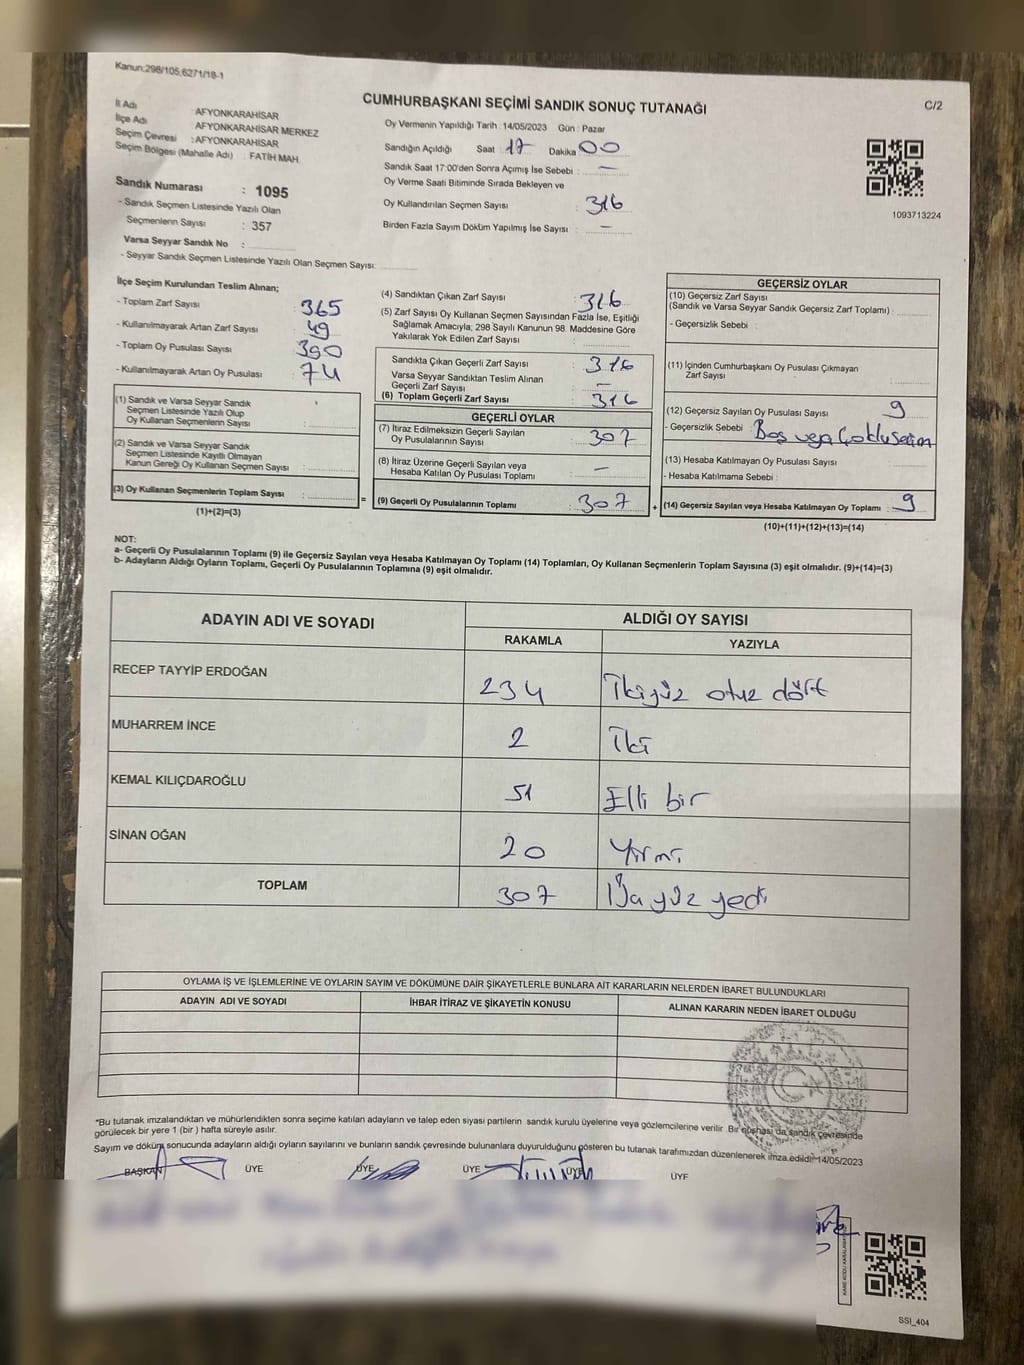 Kanun:298/105,6271/18-1
CUMHURBAŞKANI SEÇİMİ SANDIK SONUÇ TUTANAĞI
C/2
İl Adı : AFYONKARAHİSAR
İlçe Adı AFYONKARAHİSAR MERKEZ
Seçim Çevresi : AFYONKARAHİSAR
Seçim Bölgesi (Mahalle Adı) : FATİH MAH.
Sandık Numarası : 1095
- Sandık Seçmen Listesinde Yazılı Olan
Seçmenlerin Sayısı : 357
Varsa Seyyar Sandık No :
- Seyyar Sandık Seçmen Listesinde Yazılı Olan Seçmen Sayısı:
Oy Vermenin Yapıldığı Tarih : 14/05/2023 Gün : Pazar
Sandığın Açıldığı Saat 17 Dakika 00
Sandık Saat 17:00'den Sonra Açımış İse Sebebi : —
Oy Verme Saati Bitiminde Sırada Bekleyen ve
Oy Kullandırılan Seçmen Sayısı : 316
Birden Fazla Sayım Döküm Yapılmış İse Sayısı : —
1093713224
İlçe Seçim Kurulundan Teslim Alınan;
- Toplam Zarf Sayısı 365
- Kullanılmayarak Artan Zarf Sayısı : 49
- Toplam Oy Pusulası Sayısı 390
- Kullanılmayarak Artan Oy Pusulası : 74
(1) Sandık ve Varsa Seyyar Sandık
Seçmen Listesinde Yazılı Olup
Oy Kullanan Seçmenlerin Sayısı :
(2) Sandık ve Varsa Seyyar Sandık
Seçmen Listesinde Kayıtlı Olmayan
Kanun Gereği Oy Kullanan Seçmen Sayısı :
(3) Oy Kullanan Seçmenlerin Toplam Sayısı :
(1)+(2)=(3)
(4) Sandıktan Çıkan Zarf Sayısı : 316
(5) Zarf Sayısı Oy Kullanan Seçmen Sayısından Fazla İse, Eşitliği
Sağlamak Amacıyla; 298 Sayılı Kanunun 98. Maddesine Göre
Yakılarak Yok Edilen Zarf Sayısı :
Sandıkta Çıkan Geçerli Zarf Sayısı : 316
Varsa Seyyar Sandıktan Teslim Alınan
Geçerli Zarf Sayısı : —
(6) Toplam Geçerli Zarf Sayısı : 316
GEÇERLİ OYLAR
(7) İtiraz Edilmeksizin Geçerli Sayılan
Oy Pusulalarının Sayısı : 307
(8) İtiraz Üzerine Geçerli Sayılan veya
Hesaba Katılan Oy Pusulası Toplamı : —
= (9) Geçerli Oy Pusulalarının Toplamı : 307
GEÇERSİZ OYLAR
(10) Geçersiz Zarf Sayısı
(Sandık ve Varsa Seyyar Sandık Geçersiz Zarf Toplamı) :
- Geçersizlik Sebebi :
(11) İçinden Cumhurbaşkanı Oy Pusulası Çıkmayan
Zarf Sayısı :
(12) Geçersiz Sayılan Oy Pusulası Sayısı : 9
- Geçersizlik Sebebi : Boş veya Çoklu Seçim
(13) Hesaba Katılmayan Oy Pusulası Sayısı :
- Hesaba Katılmama Sebebi :
+ (14) Geçersiz Sayılan veya Hesaba Katılmayan Oy Toplamı : 9
(10)+(11)+(12)+(13)=(14)
NOT:
a- Geçerli Oy Pusulalarının Toplamı (9) ile Geçersiz Sayılan veya Hesaba Katılmayan Oy Toplamı (14) Toplamları, Oy Kullanan Seçmenlerin Toplam Sayısına (3) eşit olmalıdır. (9)+(14)=(3)
b- Adayların Aldığı Oyların Toplamı, Geçerli Oy Pusulalarının Toplamına (9) eşit olmalıdır.
ADAYIN ADI VE SOYADI ALDIĞI OY SAYISI
RAKAMLA YAZIYLA
RECEP TAYYİP ERDOĞAN 234 İkiyüz otuz dört
MUHARREM İNCE 2 İki
KEMAL KILIÇDAROĞLU 51 Elli bir
SİNAN OĞAN 20 Yirmi
TOPLAM 307 yüz yedi
OYLAMA İŞ VE İŞLEMLERİNE VE OYLARIN SAYIM VE DÖKÜMÜNE DAİR ŞİKAYETLERLE BUNLARA AİT KARARLARIN NELERDEN İBARET BULUNDUKLARI
ADAYIN ADI VE SOYADI İHBAR İTİRAZ VE ŞİKAYETİN KONUSU ALINAN KARARIN NEDEN İBARET OLDUĞU
*Bu tutanak imzalandıktan ve mühürlendikten sonra seçime katılan adayların ve talep eden siyasi partilerin sandık kurulu üyelerine veya gözlemcilerine verilir. Bir nüshası da sandık çevresinde
görülecek bir yere 1 (bir ) hafta süreyle asılır.
Sayım ve döküm sonucunda adayların aldığı oyların sayılarını ve bunların sandık çevresinde bulunanlara duyurulduğunu gösteren bu tutanak tarafımızdan düzenlenerek imza edildi. 14/05/2023
BAŞKAN ÜYE ÜYE ÜYE ÜYE ÜYE
SSI_404